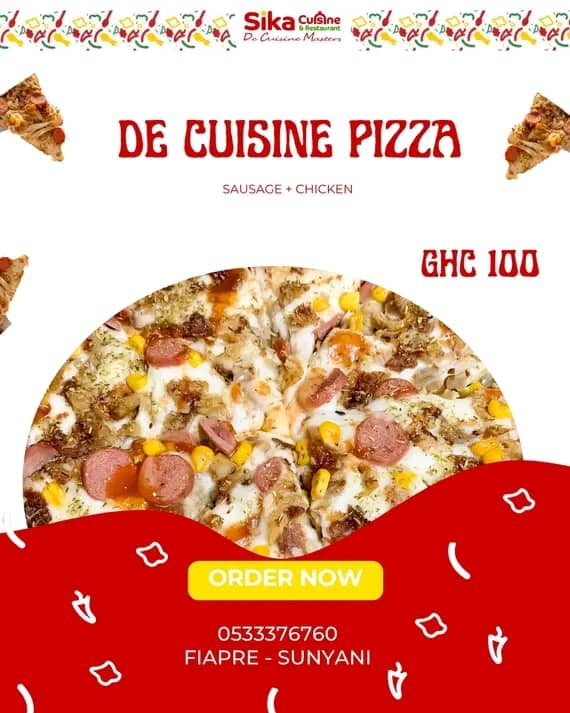 Sika Cuisine
& Restaurant
De Cuisine Masters
DE CUISINE PIZZA
SAUSAGE + CHICKEN
GHC 100
ORDER NOW
0533376760
FIAPRE - SUNYANI